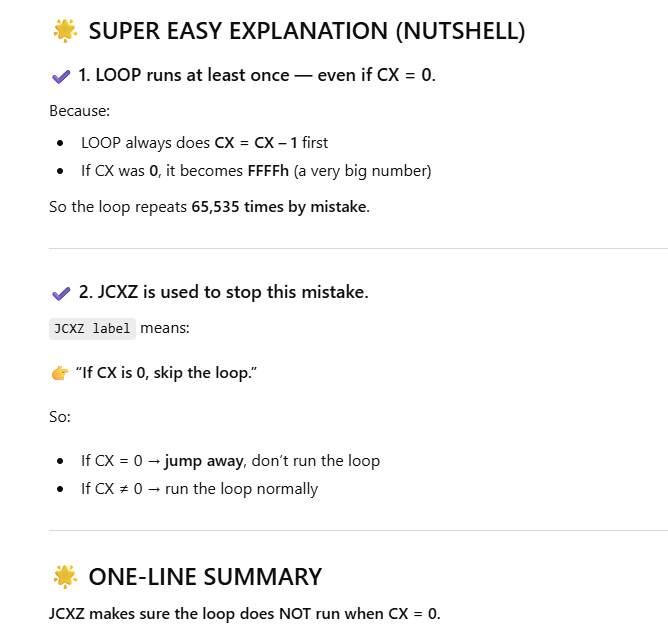 🌟 SUPER EASY EXPLANATION (NUTSHELL)
✔ 1. LOOP runs at least once — even if CX = 0.
Because:
• LOOP always does CX = CX – 1 first
• If CX was 0, it becomes FFFFh (a very big number)
So the loop repeats 65,535 times by mistake.
✔ 2. JCXZ is used to stop this mistake.
JCXZ label means:
👉 “If CX is 0, skip the loop.”
So:
• If CX = 0 → jump away, don’t run the loop
• If CX ≠ 0 → run the loop normally
🌟 ONE-LINE SUMMARY
JCXZ makes sure the loop does NOT run when CX = 0.